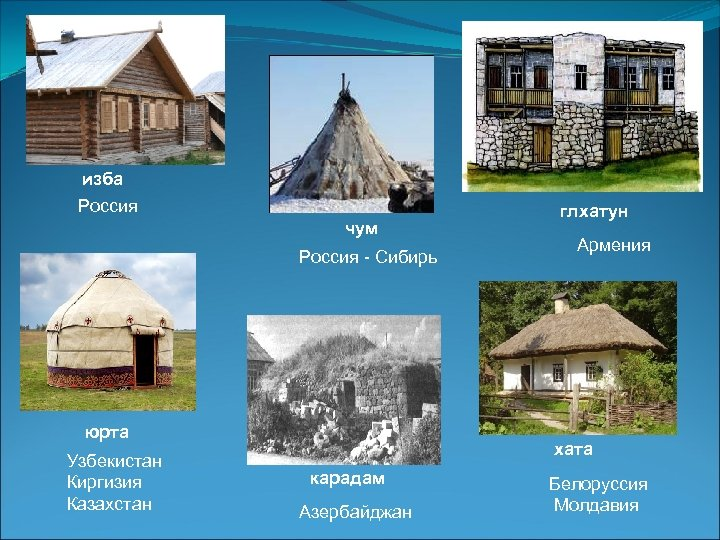 изба
Россия
чум
Россия - Сибирь
глхатун
Армения
юрта
Узбекистан
Киргизия
Казахстан
карадам
Азербайджан
хата
Белоруссия
Молдавия